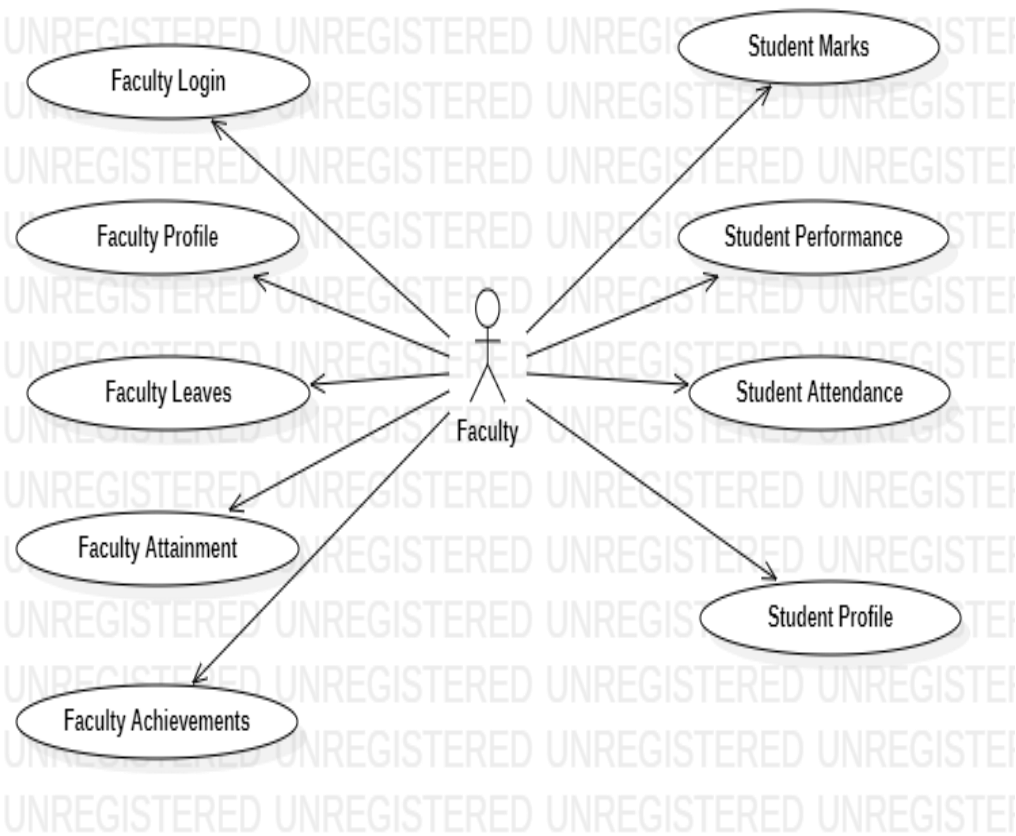 Faculty Login
Faculty Profile
Faculty Leaves
Faculty Attainment
Faculty Achievements
Faculty
Student Marks
Student Performance
Student Attendance
Student Profile
UNREGISTERED UNREGISTERED UNREGISTERED UNREGISTERED